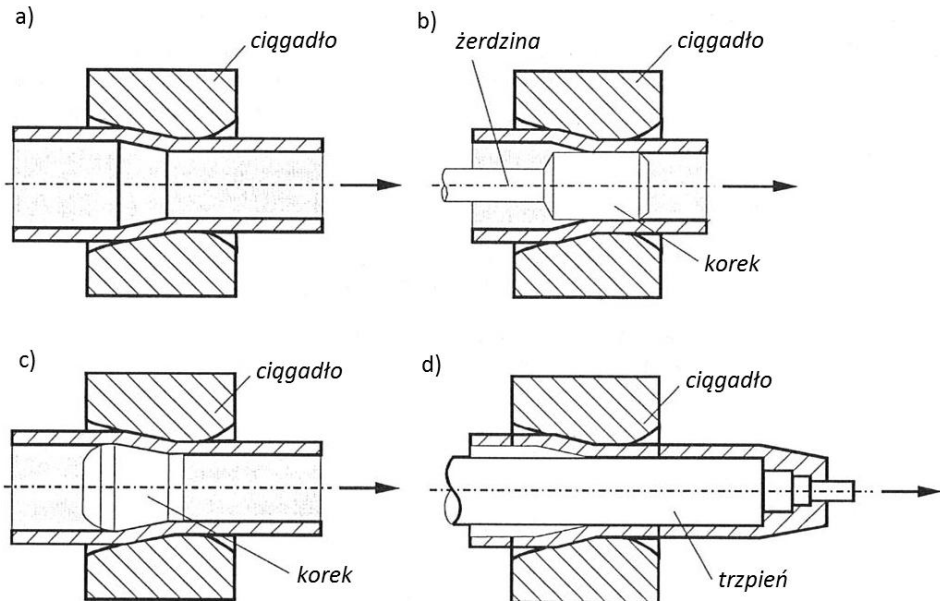 a)
ciągadło
b)
żerdzina
ciągadło
korek
c)
ciągadło
korek
d)
ciągadło
trzpień